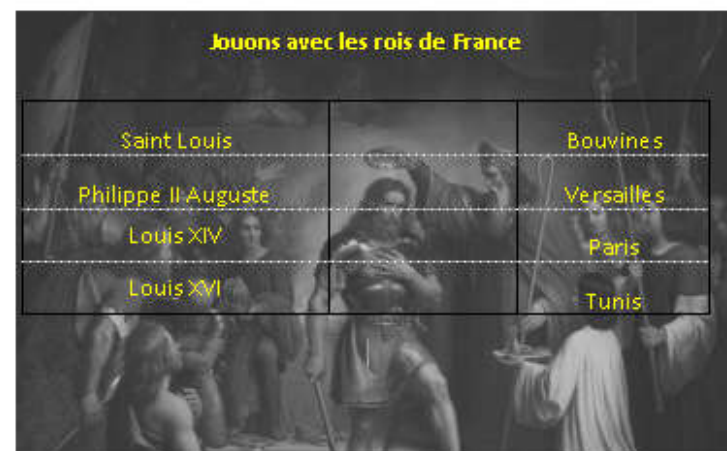 Jouons avec les rois de France
Saint Louis Bouvines
Philippe II Auguste Versailles
Louis XIV Paris
Louis XVI Tunis